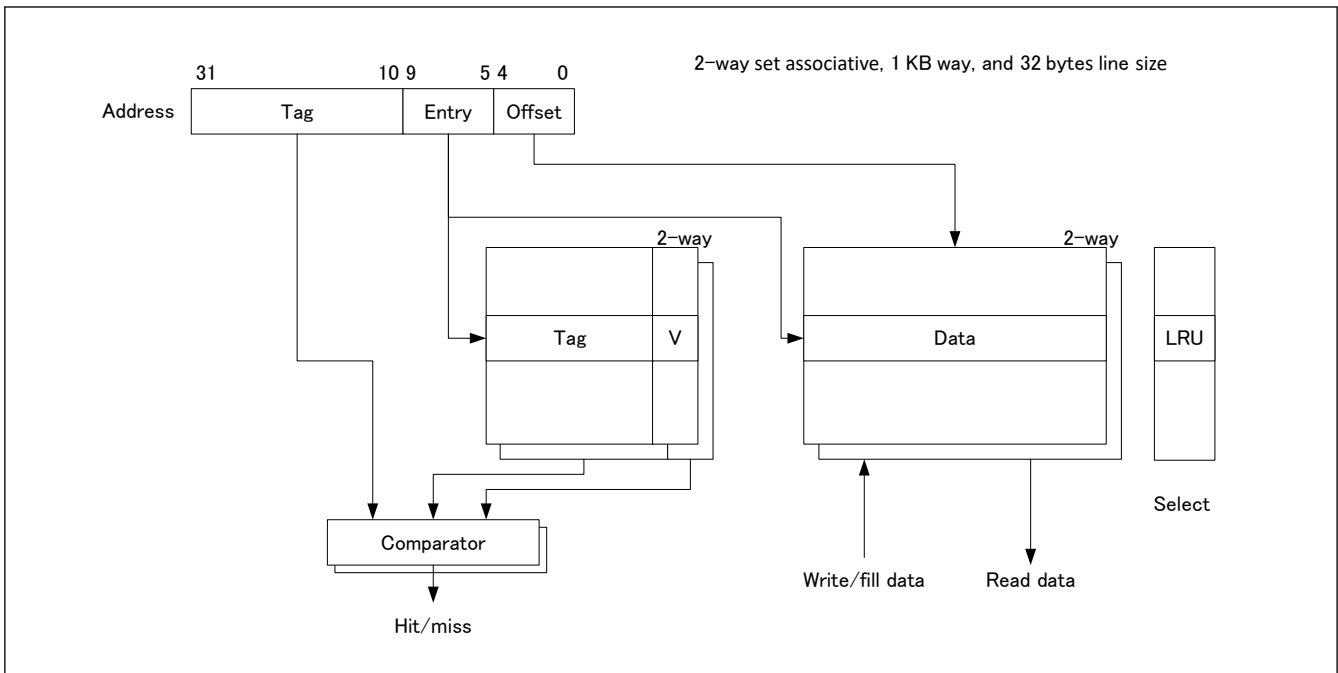 2-way set associative, 1 KB way, and 32 bytes line size
31 10 9 5 4 0
Address Tag Entry Offset
2-way 2-way
Tag V Data LRU
Select
Comparator
Write/fill data Read data
Hit/miss